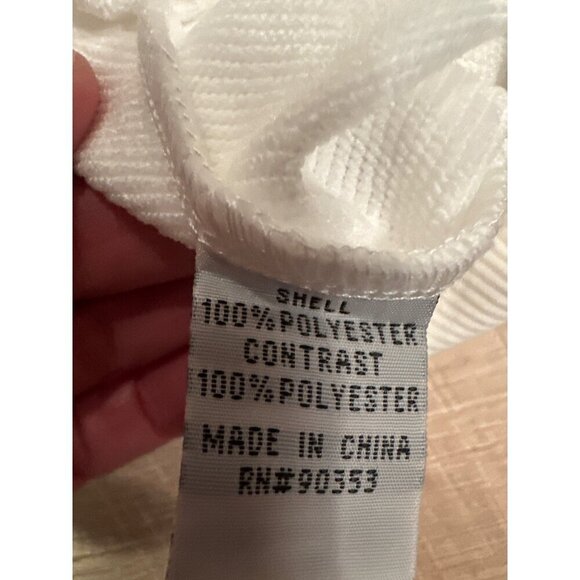 SHELL
100% POLYESTER
CONTRAST
100% POLYESTER
MADE IN CHINA
RN#90353